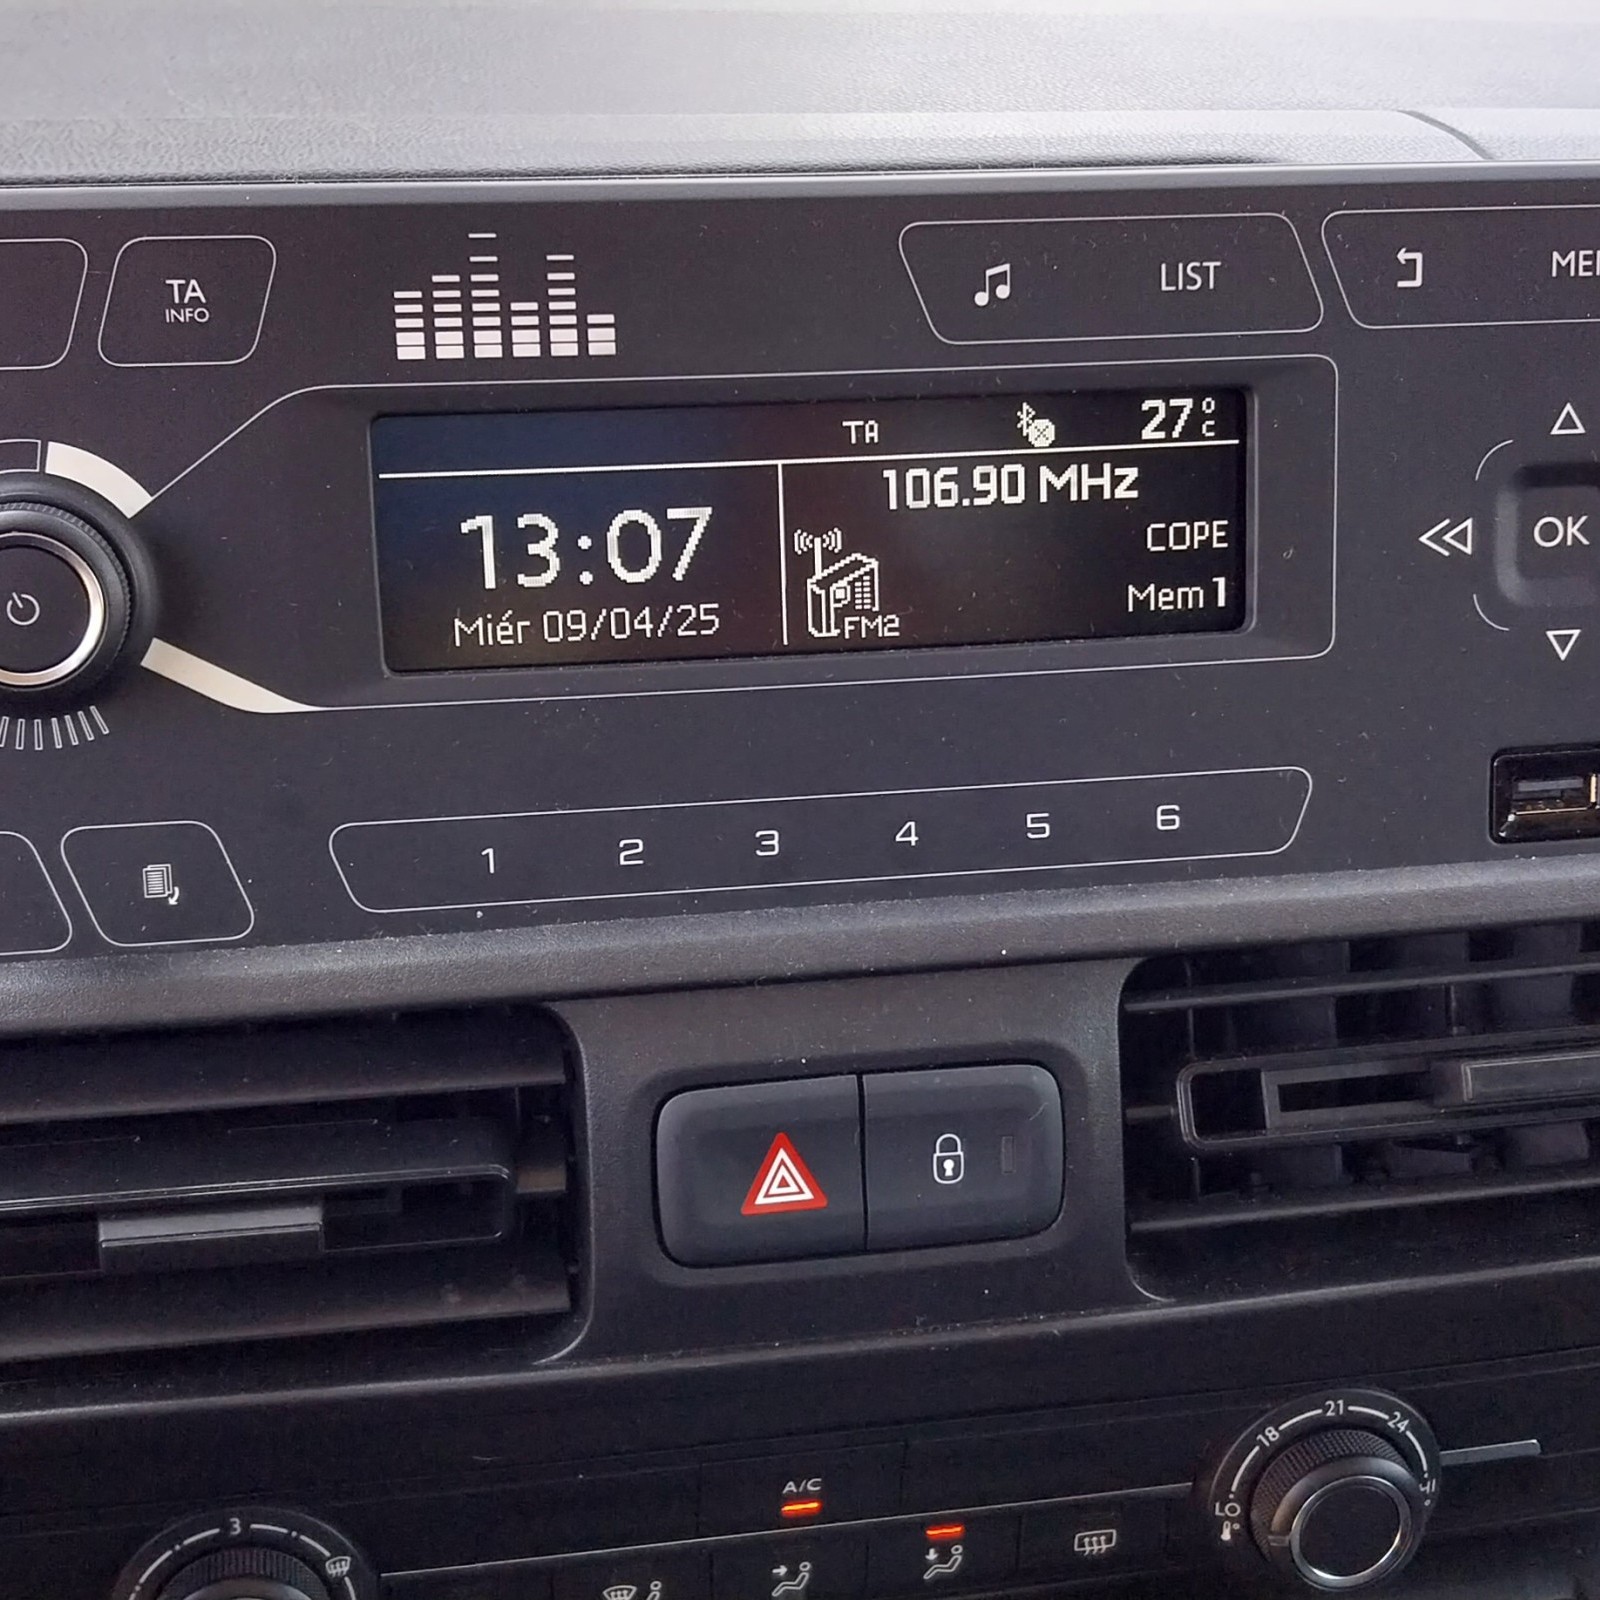 TA
INFO
LIST
TA
27°C
106.90 MHz
13:07
COPE
Miér 09/04/25
FM2
Mem 1
OK
1 2 3 4 5 6
A/C
LO 18 21 24
3